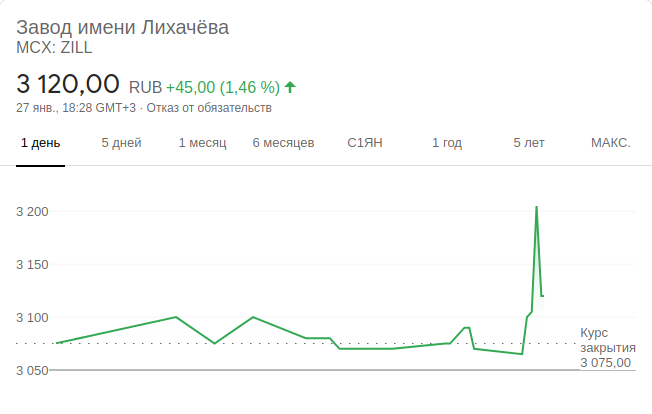 Завод имени Лихачёва
MCX: ZILL
3 120,00 RUB +45,00 (1,46 %)
27 янв., 18:28 GMT+3 · Отказ от обязательств
1 день 5 дней 1 месяц 6 месяцев С1ЯН 1 год 5 лет МАКС.
3 200
3 150
3 100
3 050
Курс
закрытия
3 075,00